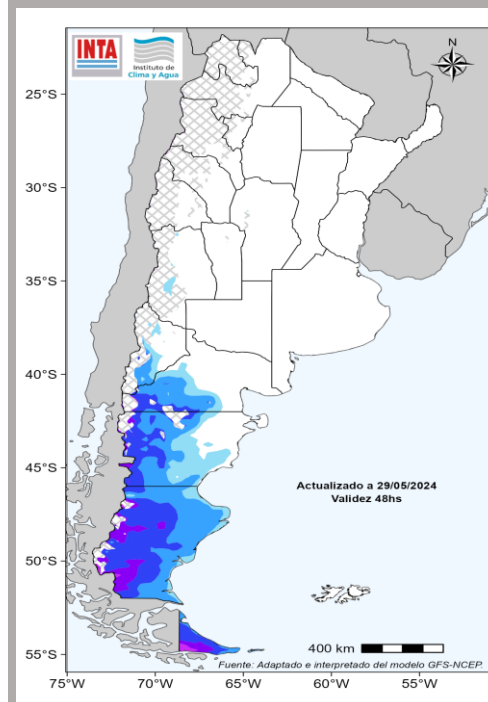 INTA
Instituto de
Clima y Agua
N
25°S
30°S
35°S
40°S
45°S
50°S
55°S
Actualizado a 29/05/2024
Validez 48hs
400 km
Fuente: Adaptado e interpretado del modelo GFS-NCEP.
75°W
70°W
65°W
60°W
55°W